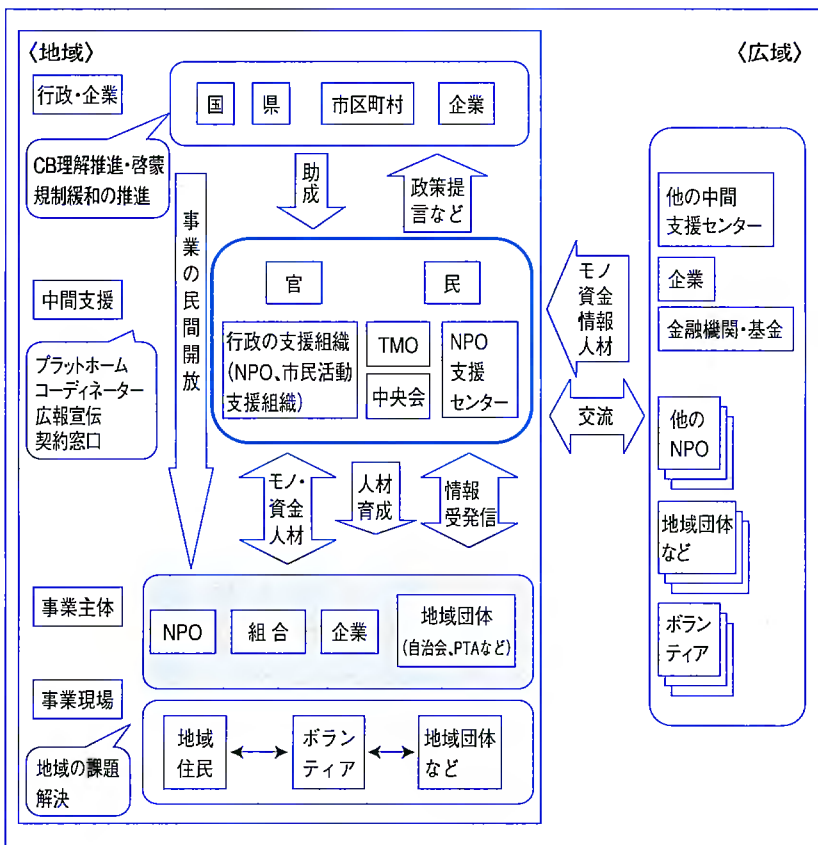 〈地域〉
〈広域〉
行政・企業
国
県
市区町村
企業
CB理解推進・啓蒙
規制緩和の推進
助成
政策提
言など
事業の民間開放
他の中間
支援センター
企業
金融機関・基金
モノ
資金
情報
人材
中間支援
官
民
行政の支援組織
(NPO、市民活動
支援組織)
TMO
中央会
NPO
支援
センター
プラットホーム
コーディネーター
広報宣伝
契約窓口
交流
他の
NPO
地域団体
など
ボラン
ティア
モノ・
資金
人材
人材
育成
情報
受発信
事業主体
NPO
組合
企業
地域団体
(自治会、PTAなど)
事業現場
地域の課題
解決
地域
住民
ボラン
ティア
地域団体
など